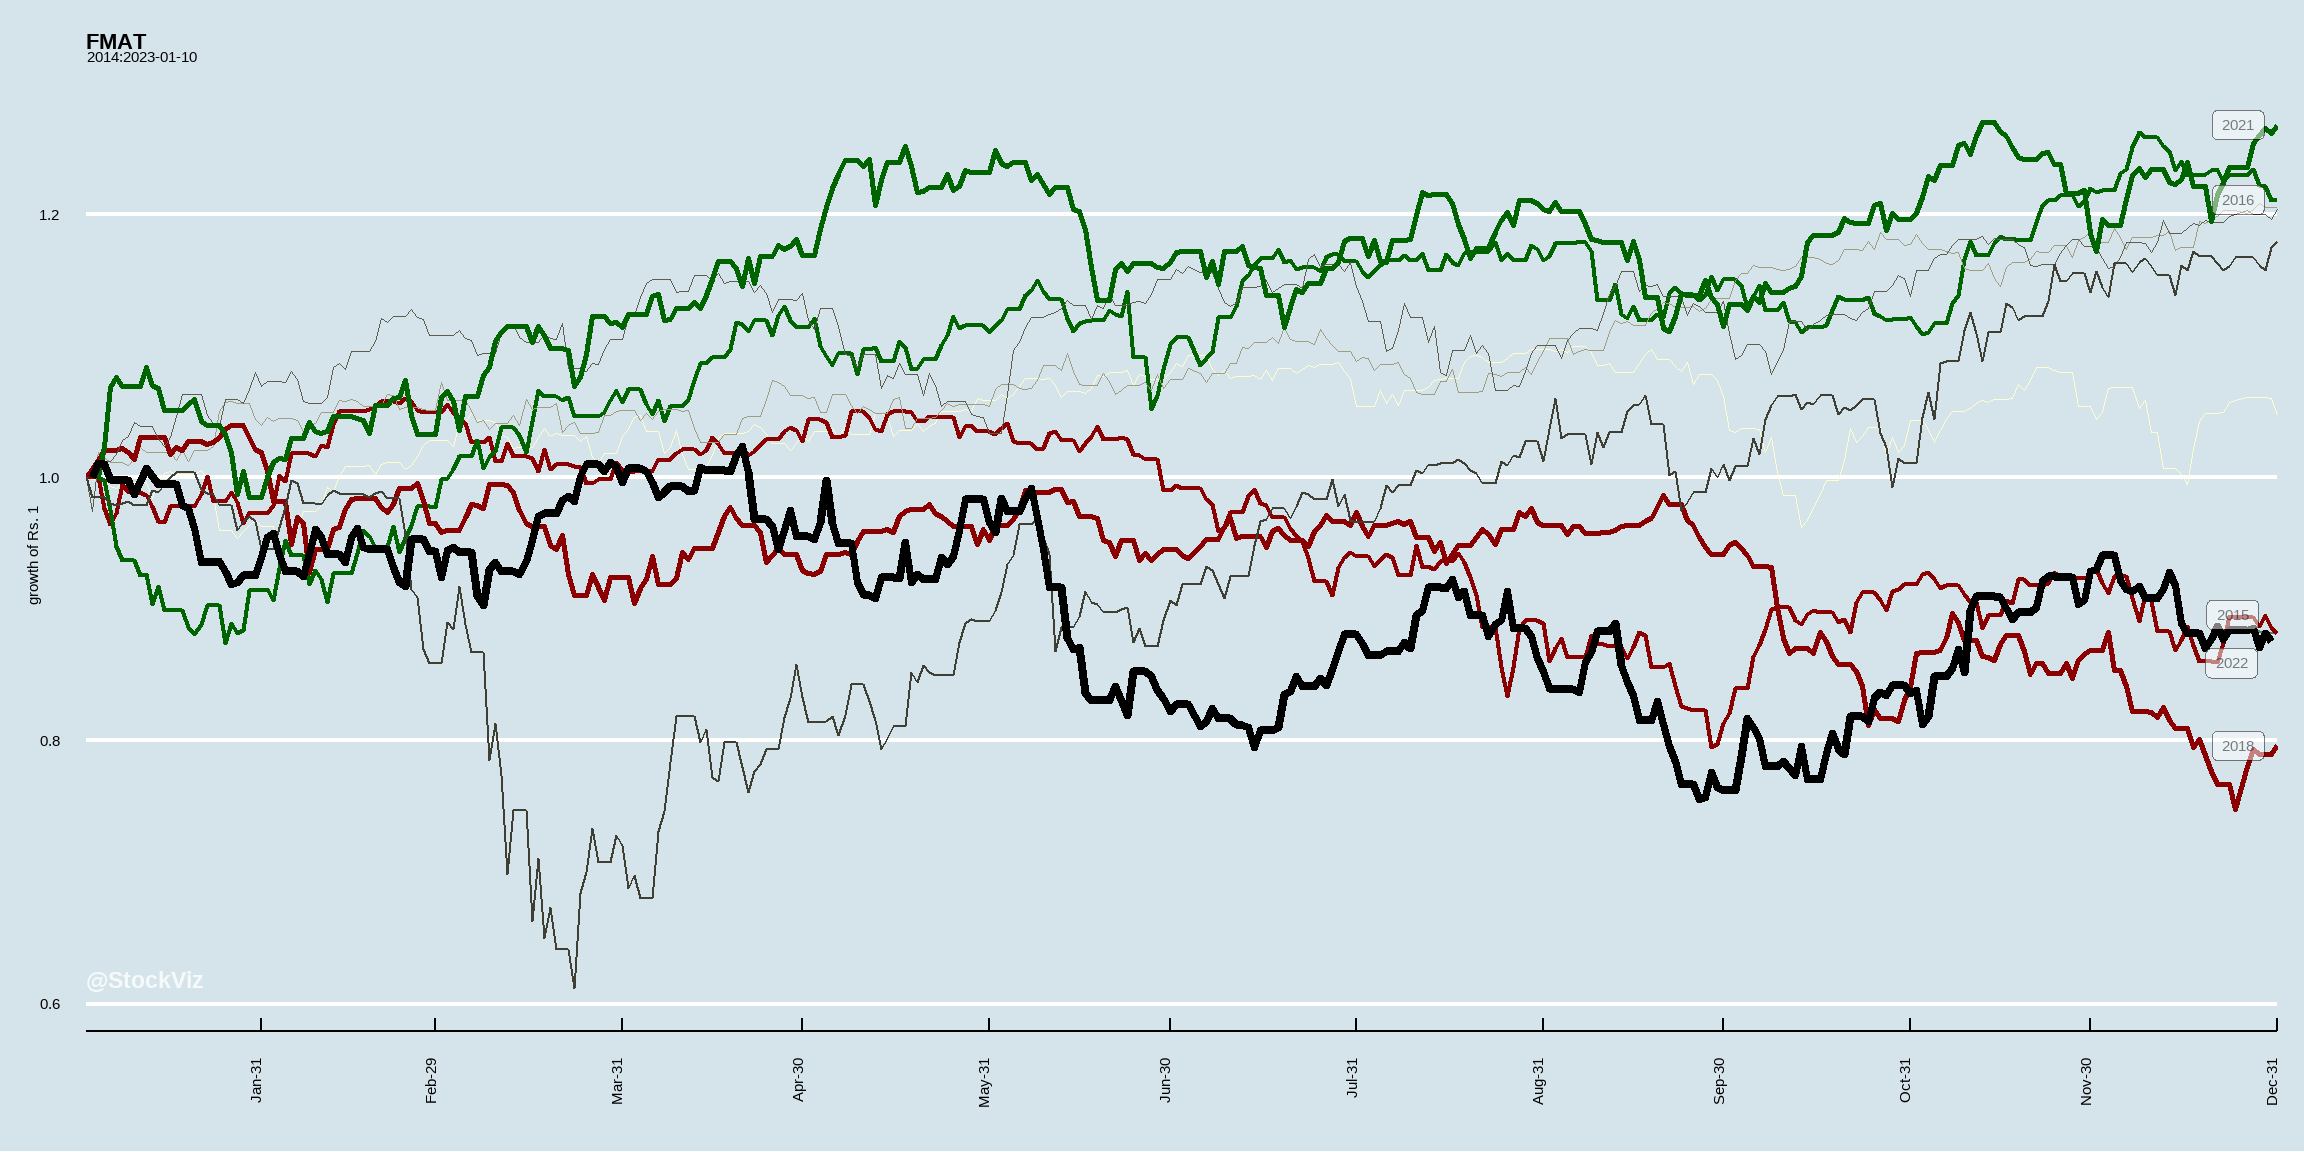 FMAT
2014:2023-01-10
2021
1.2
2016
1.0
growth of Rs. 1
2015
2022
0.8
2018
@StockViz
0.6
Jan-31
Feb-29
Mar-31
Apr-30
May-31
Jun-30
Jul-31
Aug-31
Sep-30
Oct-31
Nov-30
Dec-31